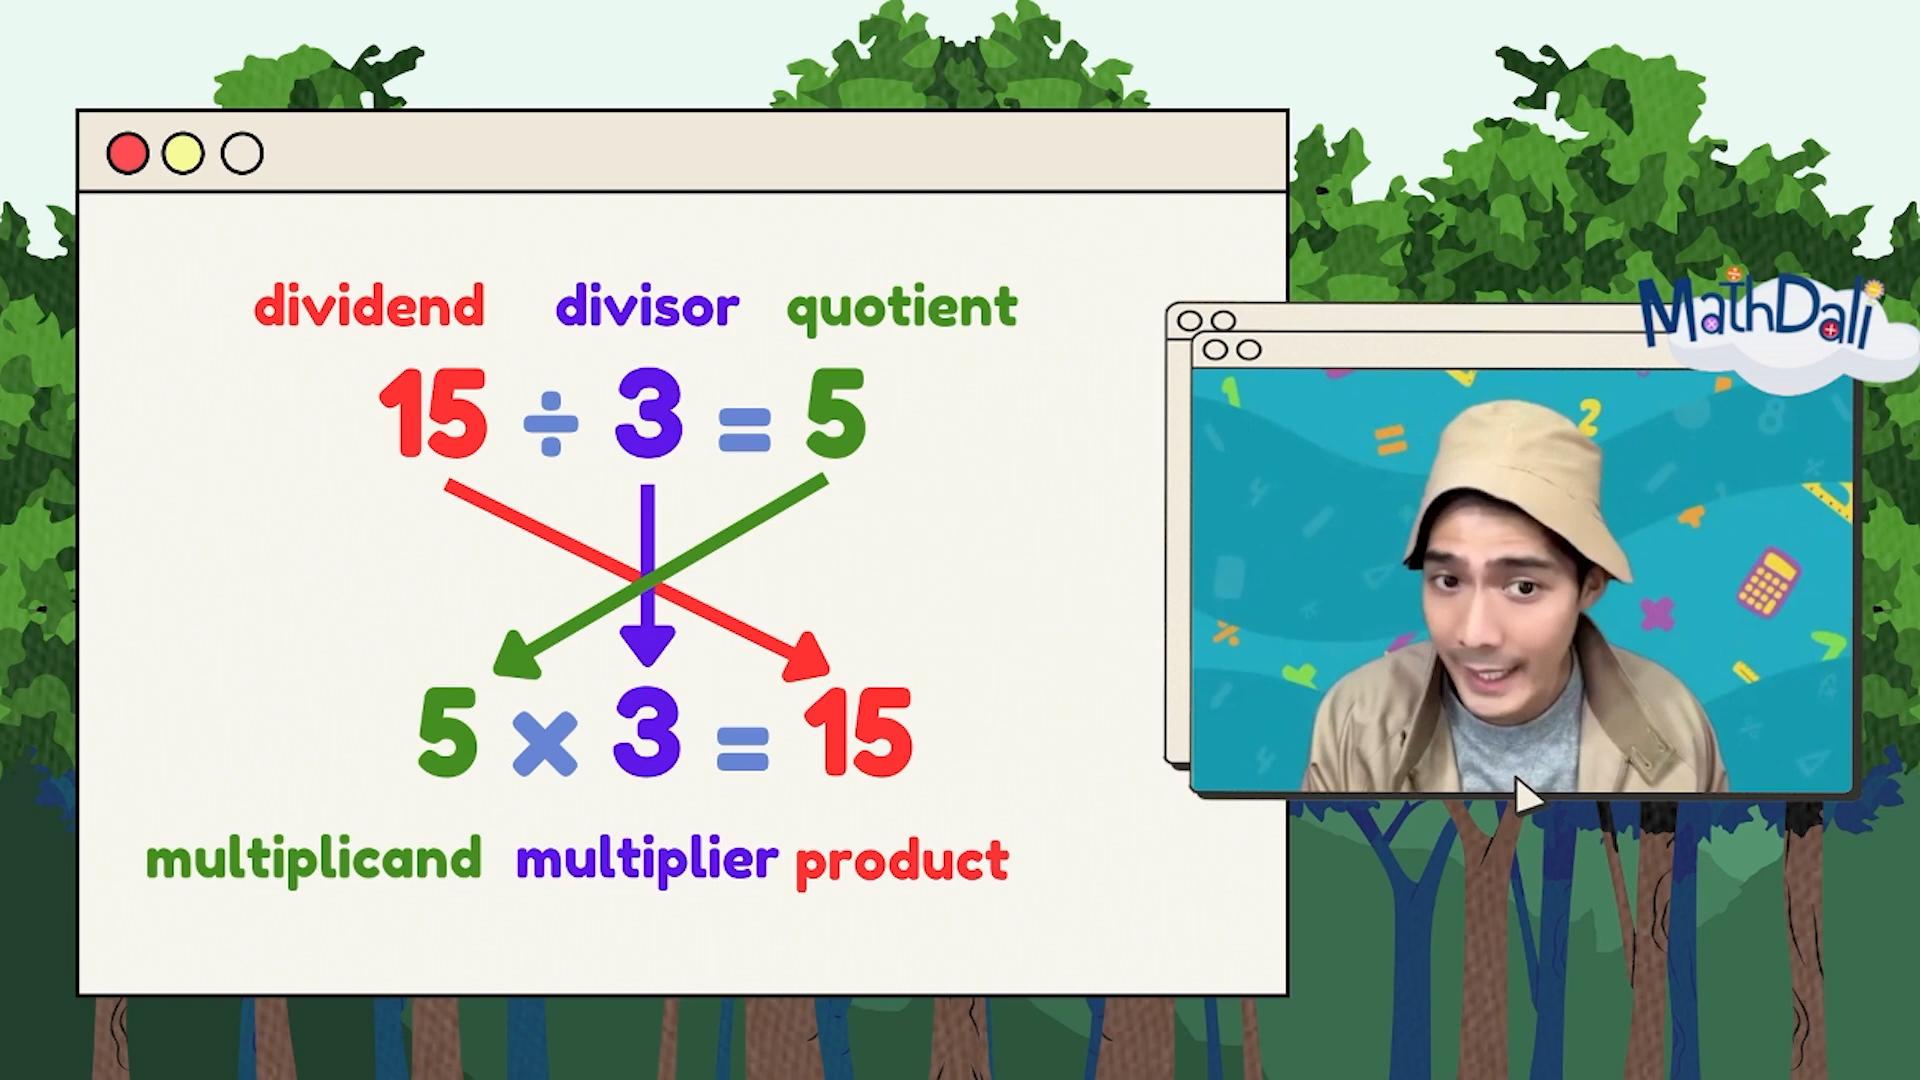 dividend divisor quotient
15 ÷ 3 = 5
5 × 3 = 15
multiplicand multiplier product
MathDali